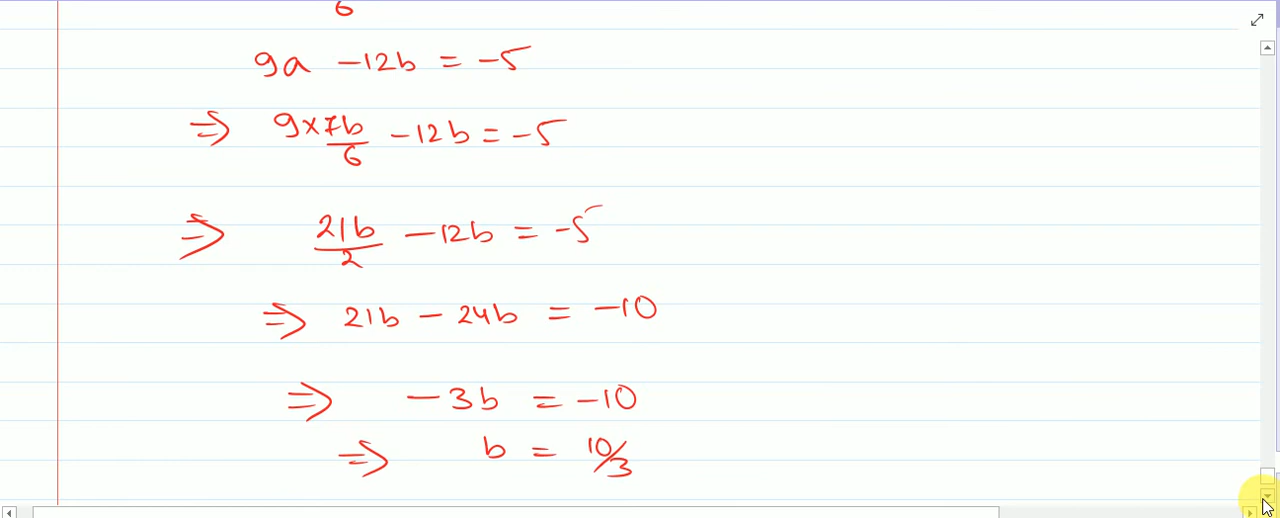 6
9a - 12b = -5
⇒ 9×7b/6 - 12b = -5
⇒ 21b/2 - 12b = -5
⇒ 21b - 24b = -10
⇒ -3b = -10
⇒ b = 10/3